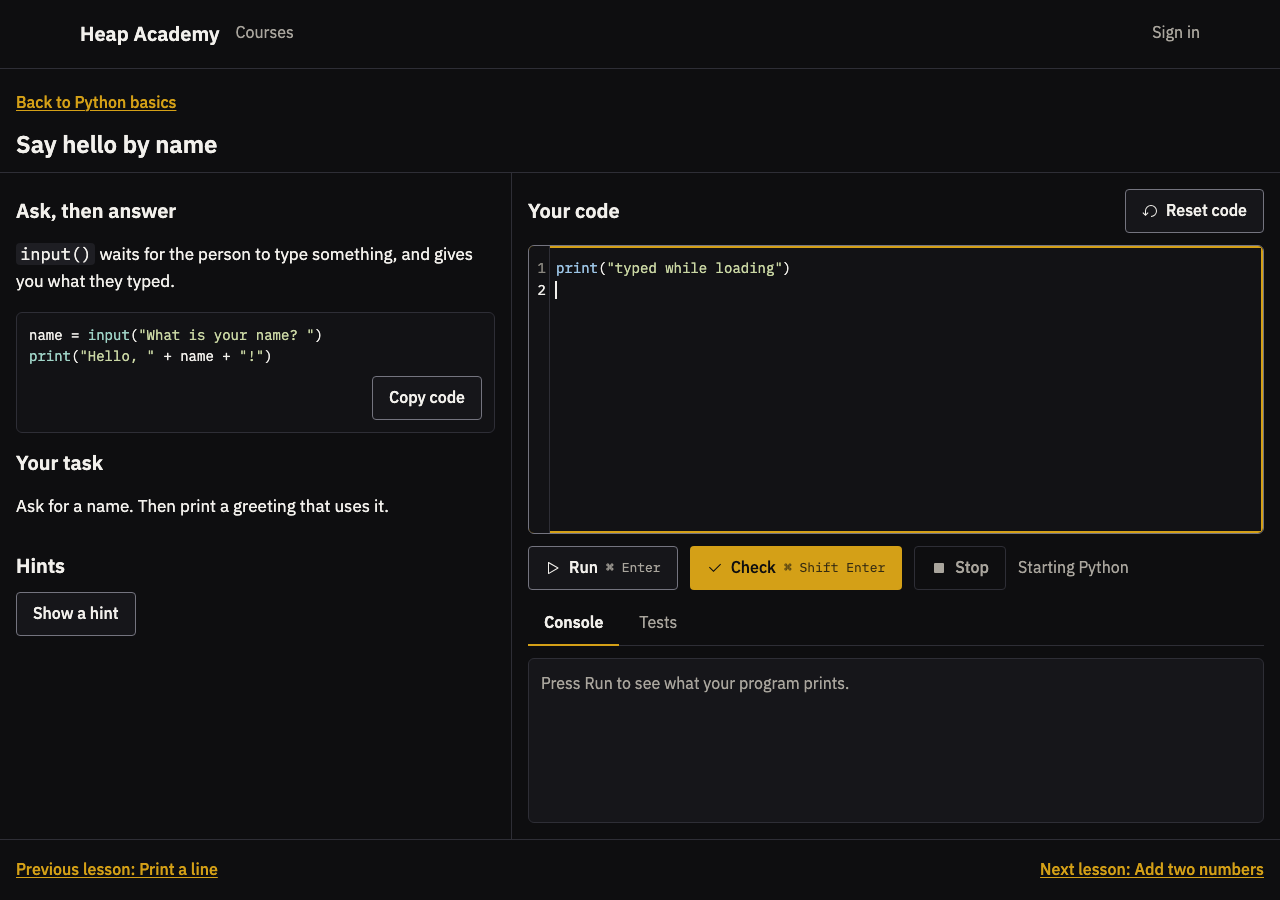 Heap Academy Courses Sign in
Back to Python basics
Say hello by name
Ask, then answer
input() waits for the person to type something, and gives
you what they typed.
name = input("What is your name? ")
print("Hello, " + name + "!")
Copy code
Your task
Ask for a name. Then print a greeting that uses it.
Hints
Show a hint
Your code
Reset code
1 print("typed while loading")
2
Run ⌘ Enter
Check ⌘ Shift Enter
Stop
Starting Python
Console
Tests
Press Run to see what your program prints.
Previous lesson: Print a line
Next lesson: Add two numbers